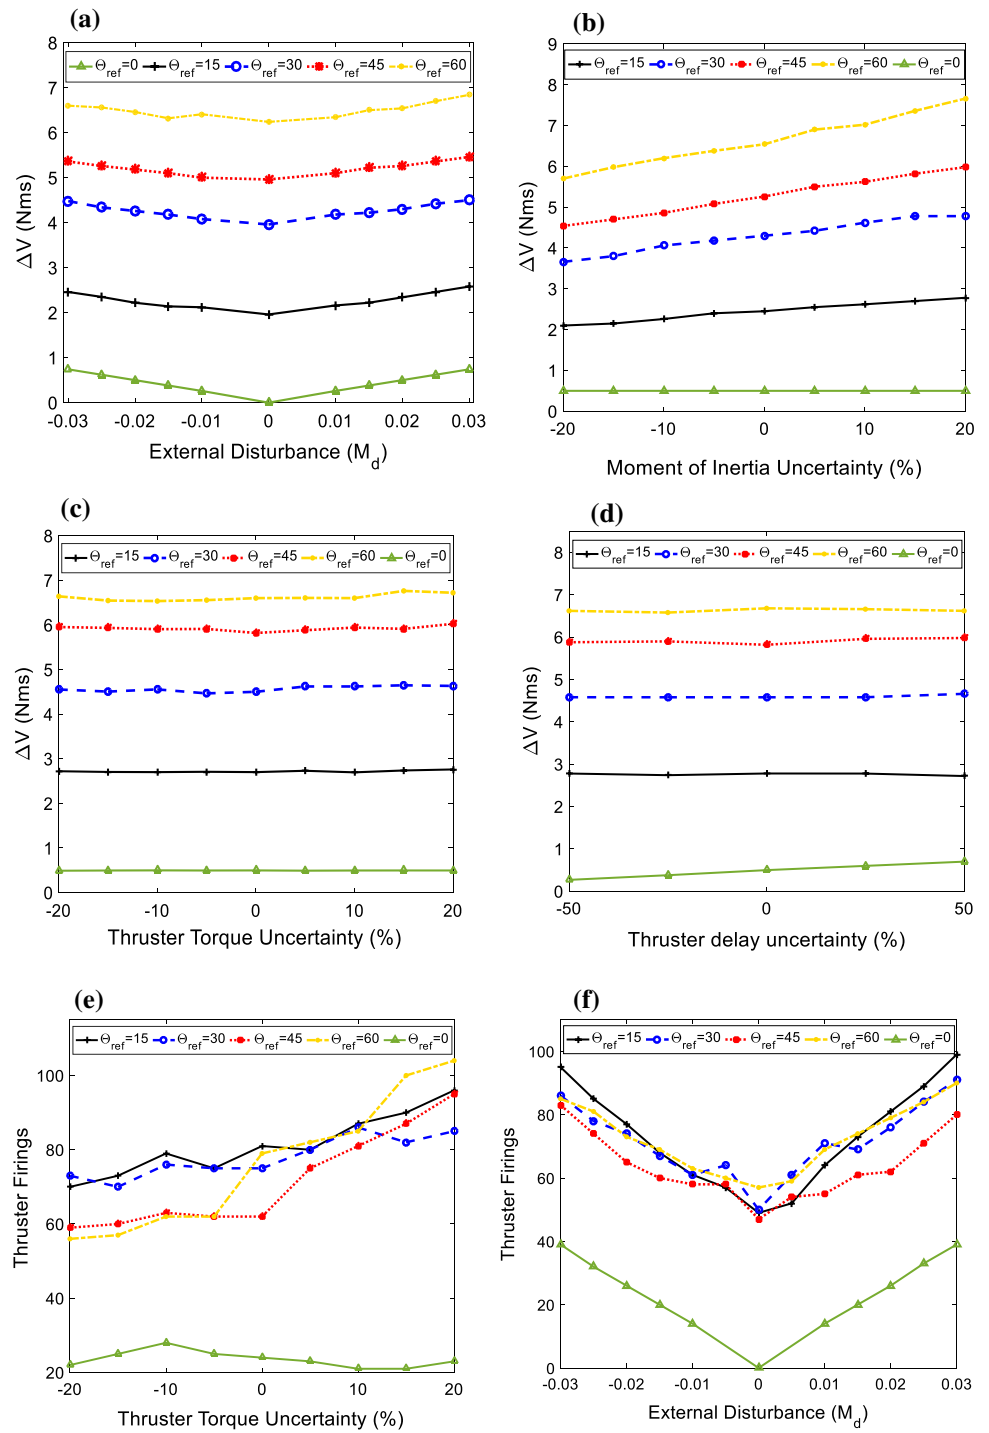 (a)
8
7
6
5
4
3
2
1
0
Θref=0 Θref=15 Θref=30 Θref=45 Θref=60
ΔV (Nms)
-0.03 -0.02 -0.01 0 0.01 0.02 0.03
External Disturbance (Md)
(b)
9
8
7
6
5
4
3
2
1
0
Θref=15 Θref=30 Θref=45 Θref=60 Θref=0
ΔV (Nms)
-20 -10 0 10 20
Moment of Inertia Uncertainty (%)
(c)
8
7
6
5
4
3
2
1
0
Θref=15 Θref=30 Θref=45 Θref=60 Θref=0
ΔV (Nms)
-20 -10 0 10 20
Thruster Torque Uncertainty (%)
(d)
8
7
6
5
4
3
2
1
0
Θref=15 Θref=30 Θref=45 Θref=60 Θref=0
ΔV (Nms)
-50 0 50
Thruster delay uncertainty (%)
(e)
100
80
60
40
20
Θref=15 Θref=30 Θref=45 Θref=60 Θref=0
Thruster Firings
-20 -10 0 10 20
Thruster Torque Uncertainty (%)
(f)
100
80
60
40
20
0
Θref=15 Θref=30 Θref=45 Θref=60 Θref=0
Thruster Firings
-0.03 -0.02 -0.01 0 0.01 0.02 0.03
External Disturbance (Md)